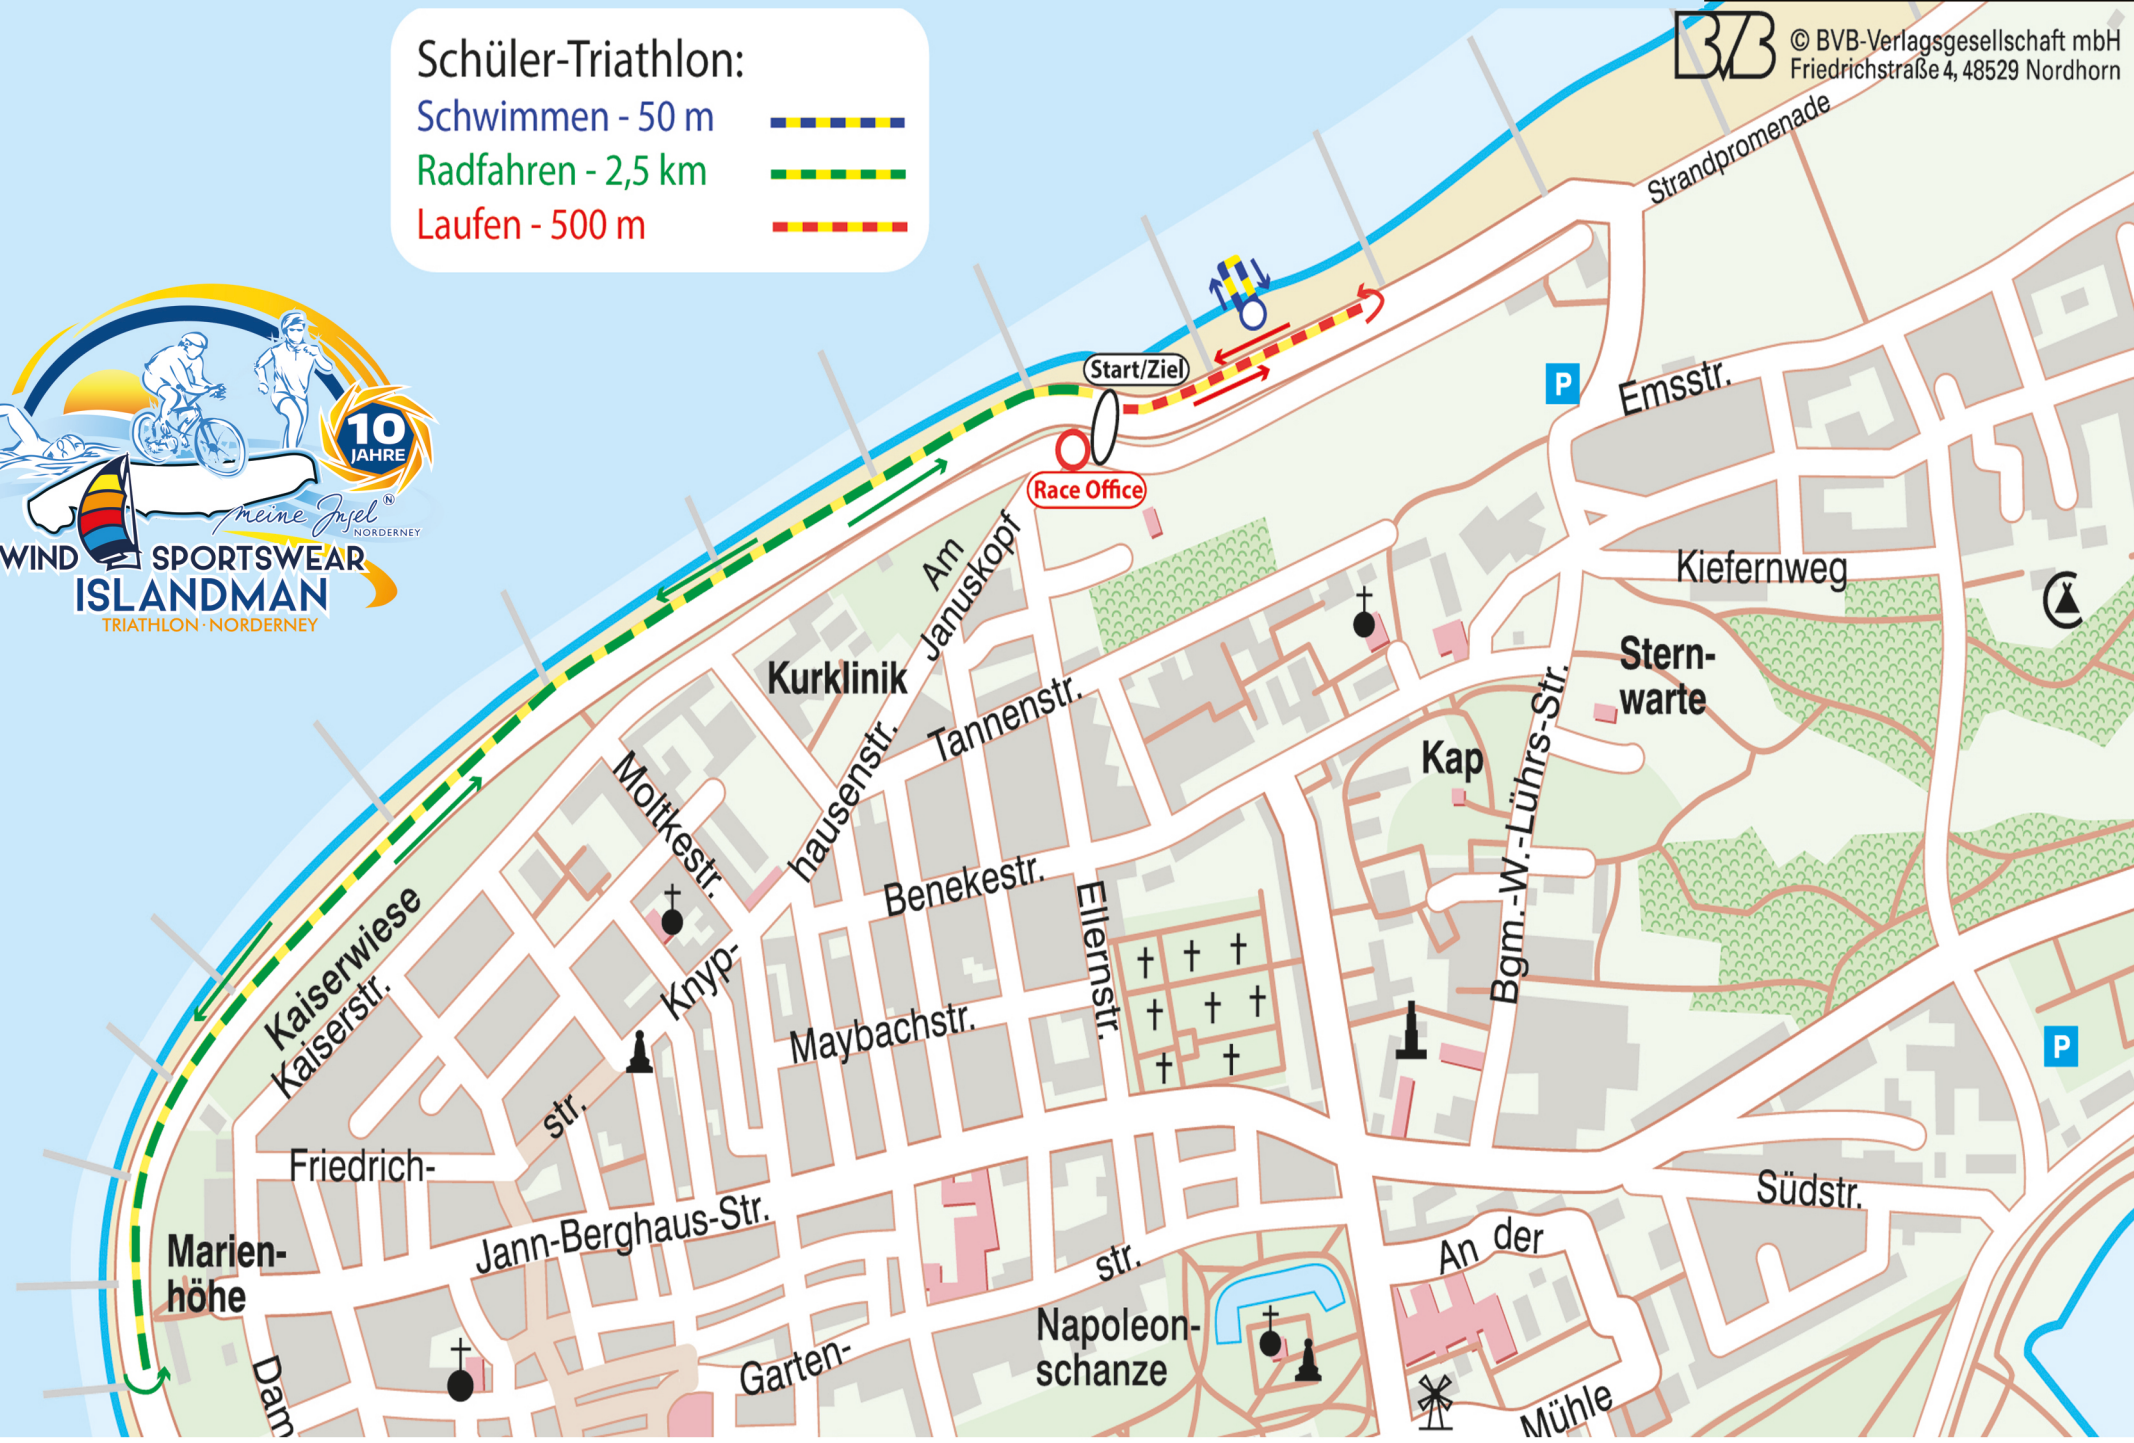 Schüler-Triathlon:
Schwimmen - 50 m
Radfahren - 2,5 km
Laufen - 500 m
BVB
© BVB-Verlagsgesellschaft mbH
Friedrichstraße 4, 48529 Nordhorn
Strandpromenade
10
JAHRE
meine Insel
N
NORDERNEY
WIND SPORTSWEAR
ISLANDMAN
TRIATHLON · NORDERNEY
Start/Ziel
Race Office
P
Emsstr.
Am
Januskopf
Kiefernweg
Kurklinik
Tannenstr.
Stern-
warte
Kap
Moltkestr.
hausenstr.
Bgm.-W.-Lührs-Str.
Benekestr.
Ellernstr.
Kaiserwiese
Kaiserstr.
Knyp-
Maybachstr.
P
str.
Friedrich-
Südstr.
Jann-Berghaus-Str.
Marien-
höhe
str.
An der
Napoleon-
schanze
Garten-
Dam
Mühle